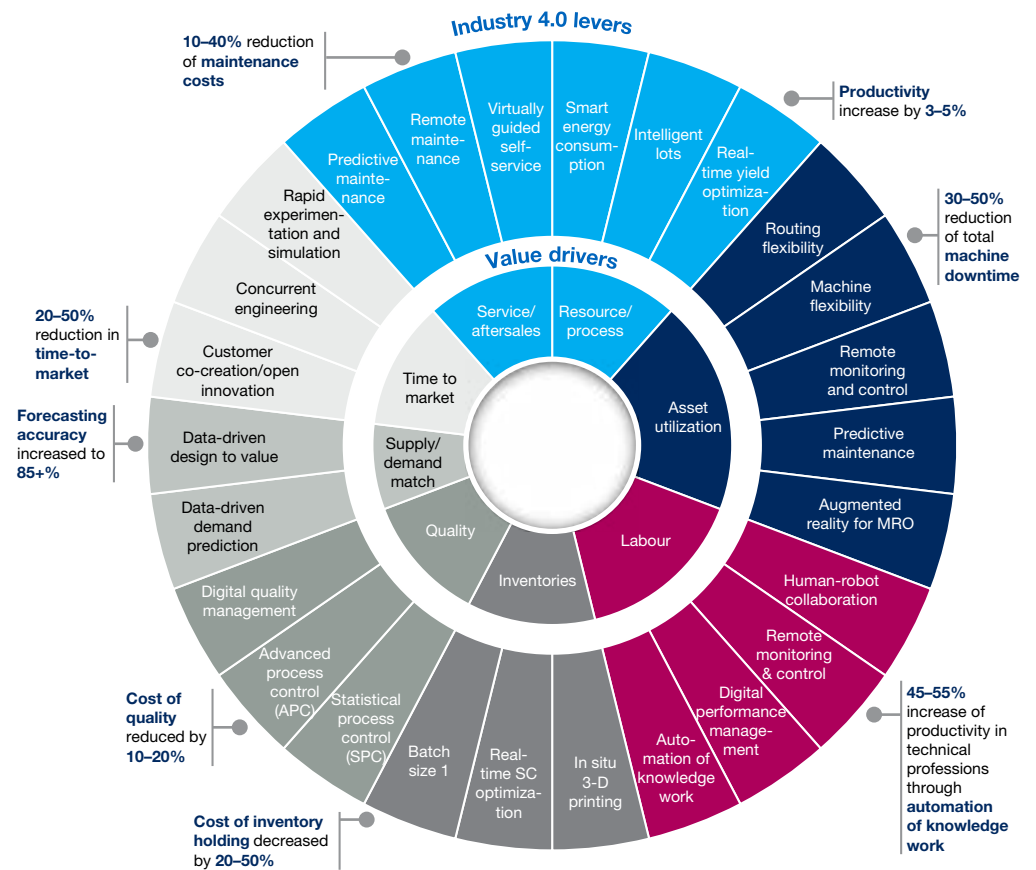 Industry 4.0 levers
10–40% reduction
of maintenance
costs
Productivity
increase by 3–5%
30–50%
reduction
of total
machine
downtime
45–55%
increase of
productivity in
technical
professions
through
automation
of knowledge
work
Cost of inventory
holding decreased
by 20–50%
Cost of
quality
reduced by
10–20%
Forecasting
accuracy
increased to
85+%
20–50%
reduction in
time-to-
market
Predictive
mainte-
nance
Remote
mainte-
nance
Virtually
guided
self-
service
Smart
energy
consum-
ption
Intelligent
lots
Real-
time yield
optimiza-
tion
Routing
flexibility
Machine
flexibility
Remote
monitoring
and control
Predictive
maintenance
Augmented
reality for MRO
Human-robot
collaboration
Remote
monitoring
& control
Digital
performance
manage-
ment
Auto-
mation of
knowledge
work
In situ
3-D
printing
Real-
time SC
optimiza-
tion
Batch
size 1
Statistical
process
control
(SPC)
Advanced
process
control
(APC)
Digital quality
management
Data-driven
demand
prediction
Data-driven
design to value
Customer
co-creation/open
innovation
Concurrent
engineering
Rapid
experimen-
tation and
simulation
Value drivers
Service/
aftersales
Resource/
process
Asset
utilization
Labour
Inventories
Quality
Supply/
demand
match
Time to
market